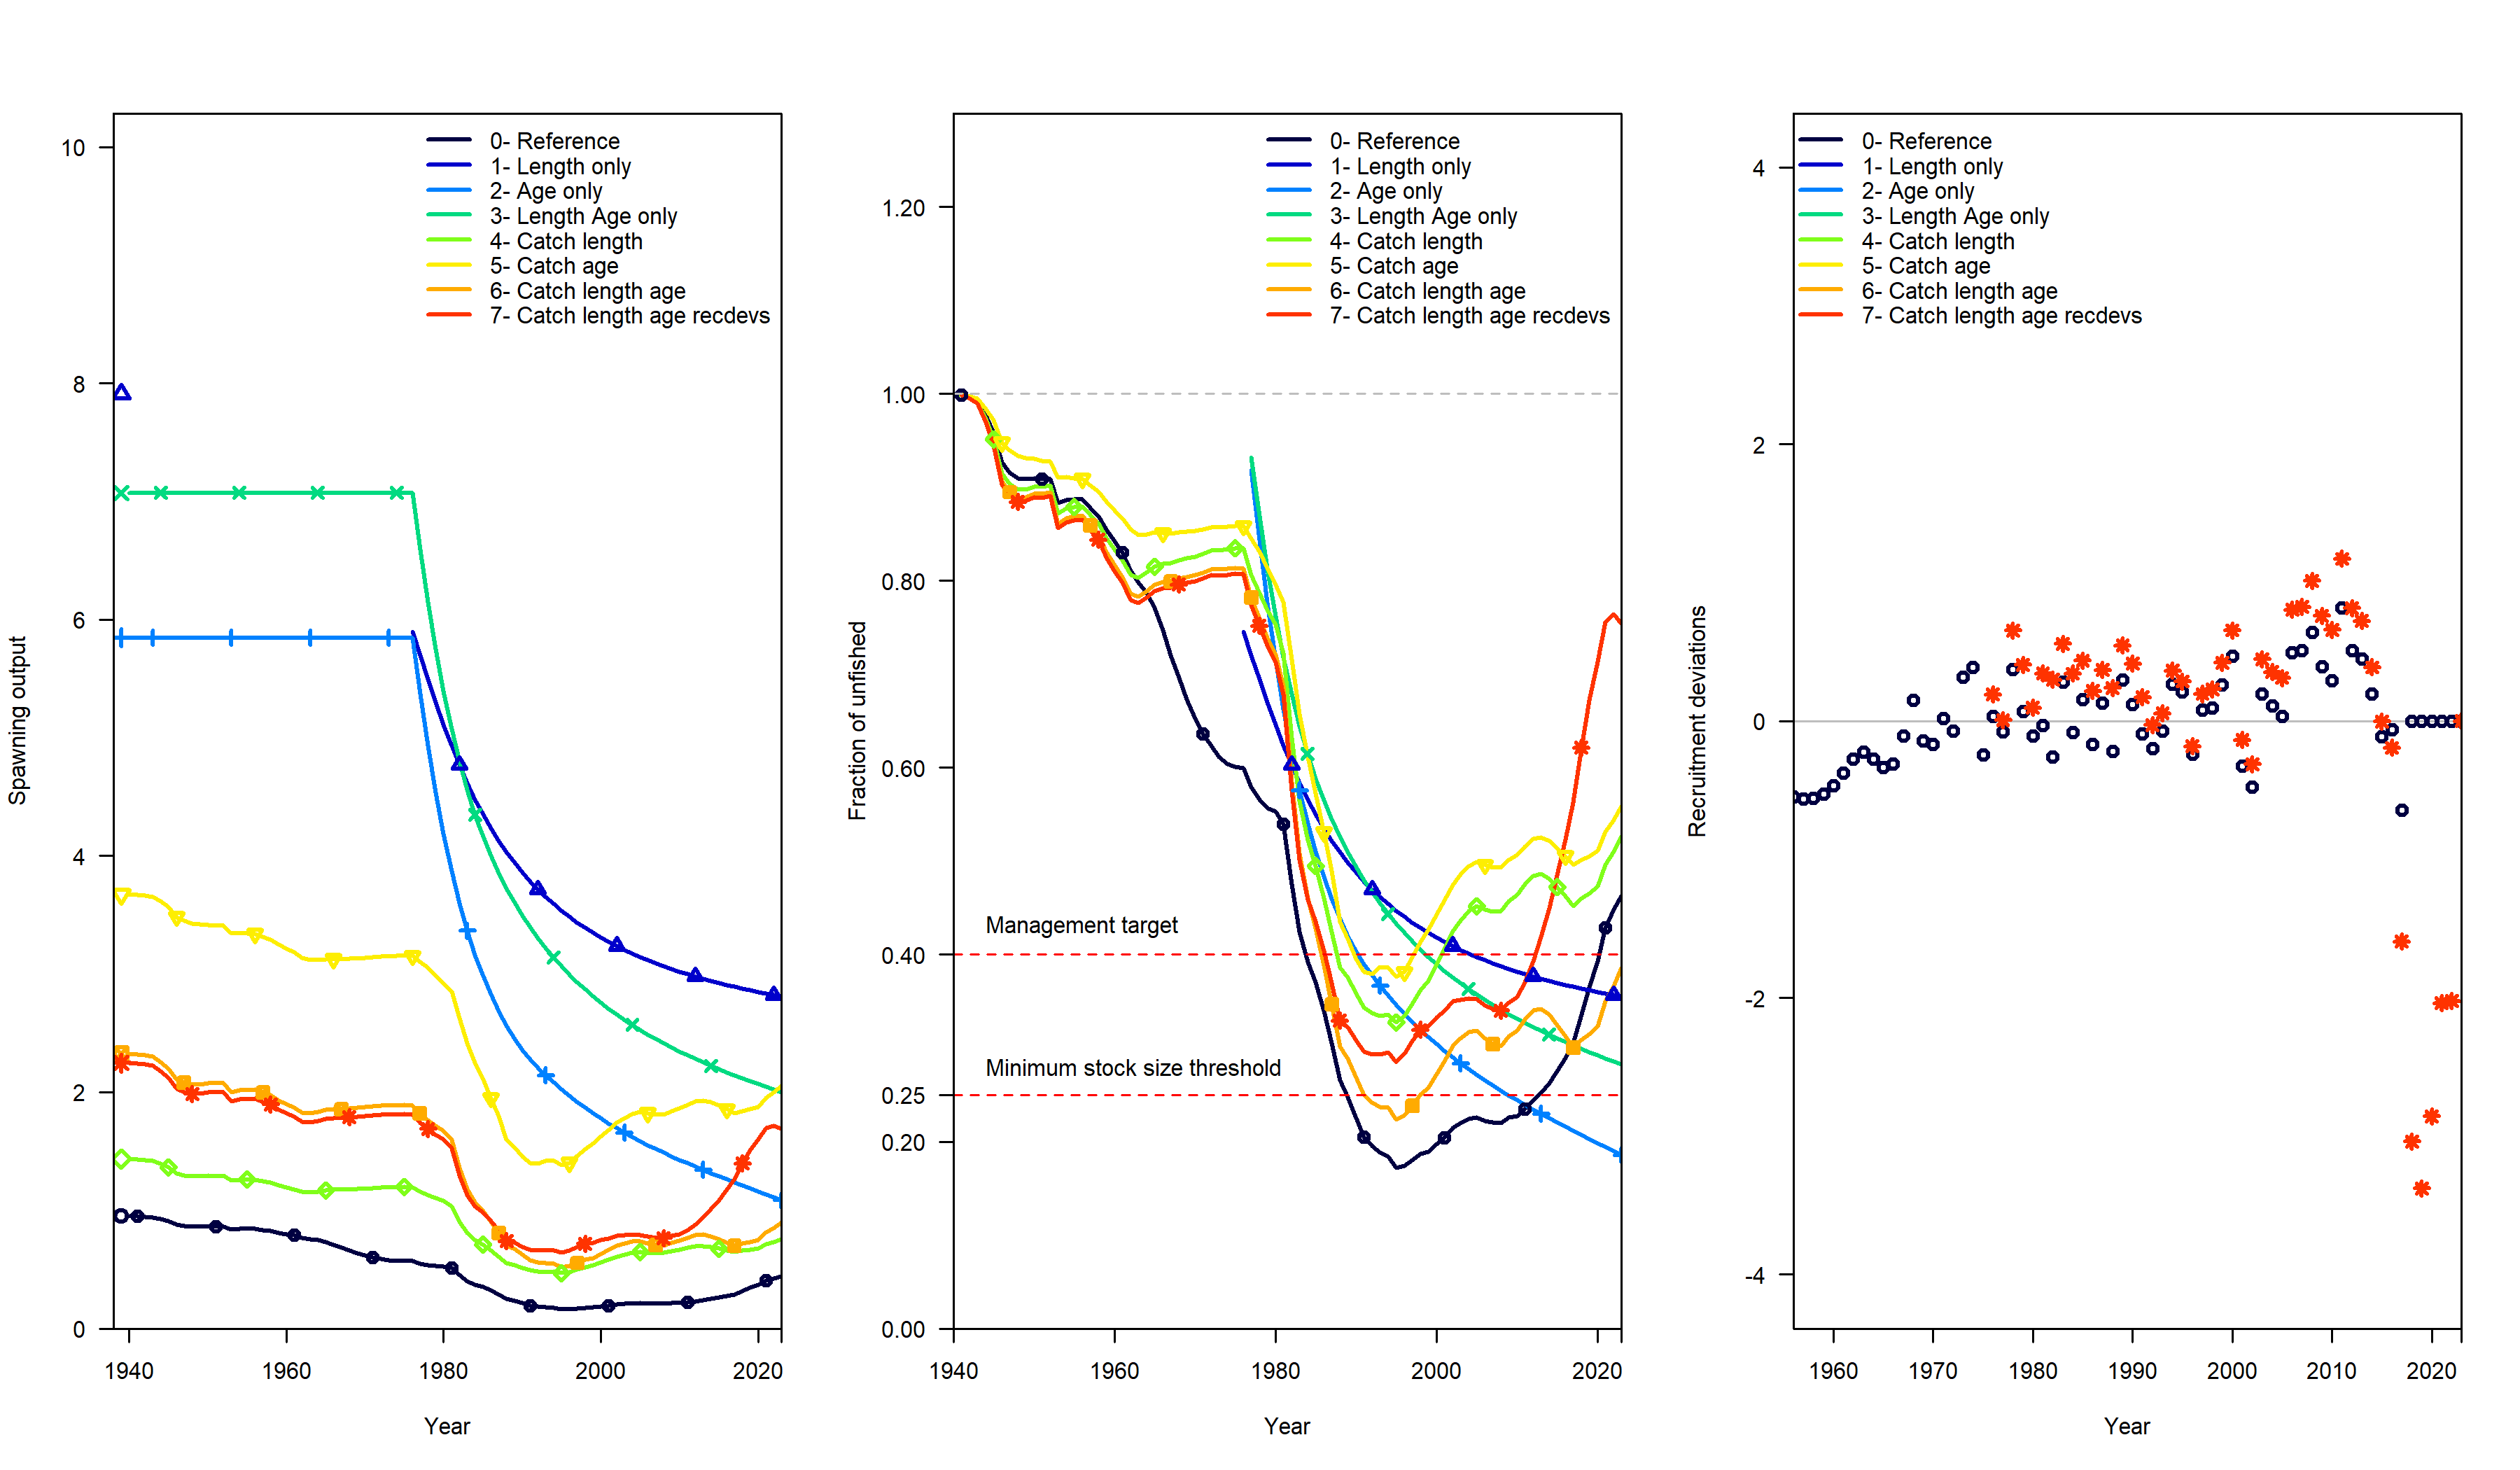 Spawning output
10
8
6
4
2
0
1940
1960
1980
2000
2020
Year
0- Reference
1- Length only
2- Age only
3- Length Age only
4- Catch length
5- Catch age
6- Catch length age
7- Catch length age recdevs
Fraction of unfished
1.20
1.00
0.80
0.60
0.40
0.25
0.20
0.00
1940
1960
1980
2000
2020
Year
0- Reference
1- Length only
2- Age only
3- Length Age only
4- Catch length
5- Catch age
6- Catch length age
7- Catch length age recdevs
Management target
Minimum stock size threshold
Recruitment deviations
4
2
0
-2
-4
1960
1970
1980
1990
2000
2010
2020
Year
0- Reference
1- Length only
2- Age only
3- Length Age only
4- Catch length
5- Catch age
6- Catch length age
7- Catch length age recdevs